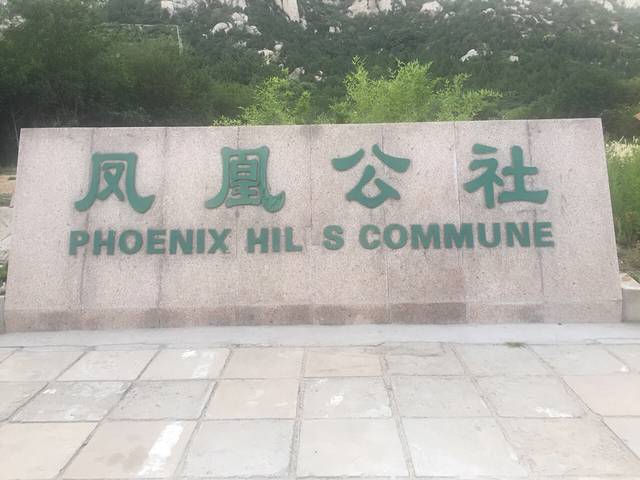 凤凰公社
PHOENIX HIL S COMMUNE